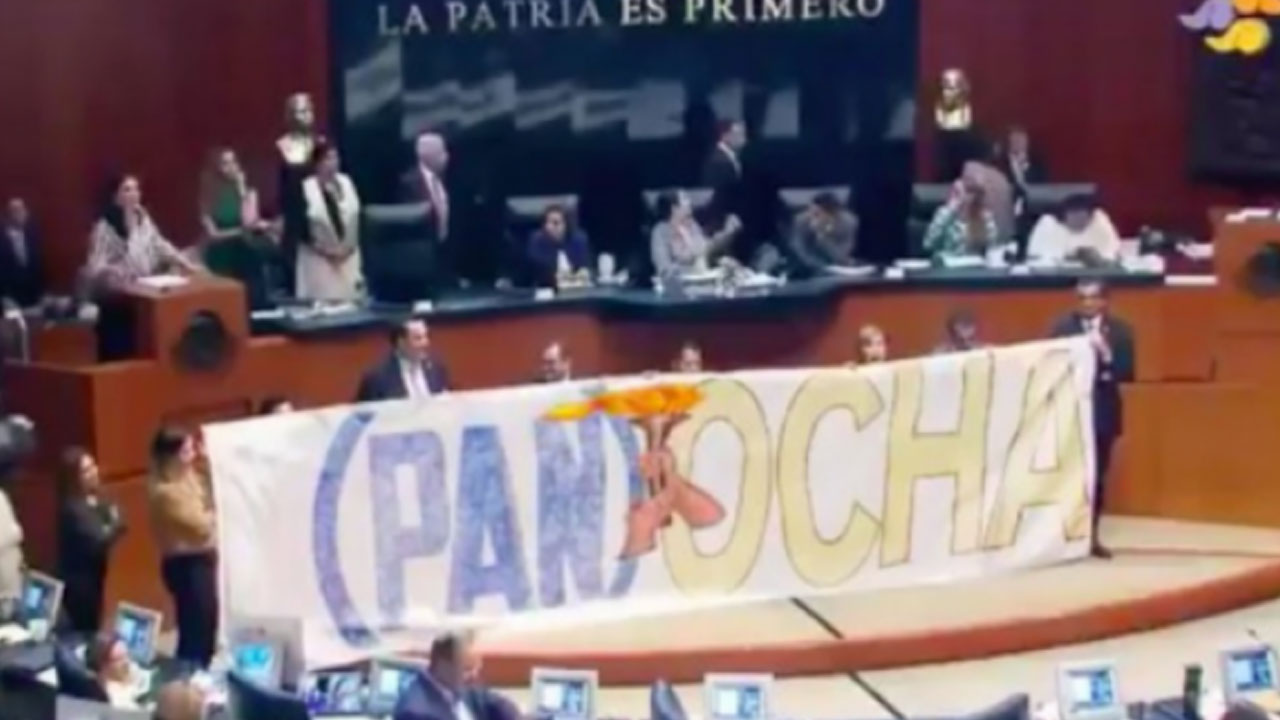 LA PATRIA ES PRIMERO
(PAN)OCHA